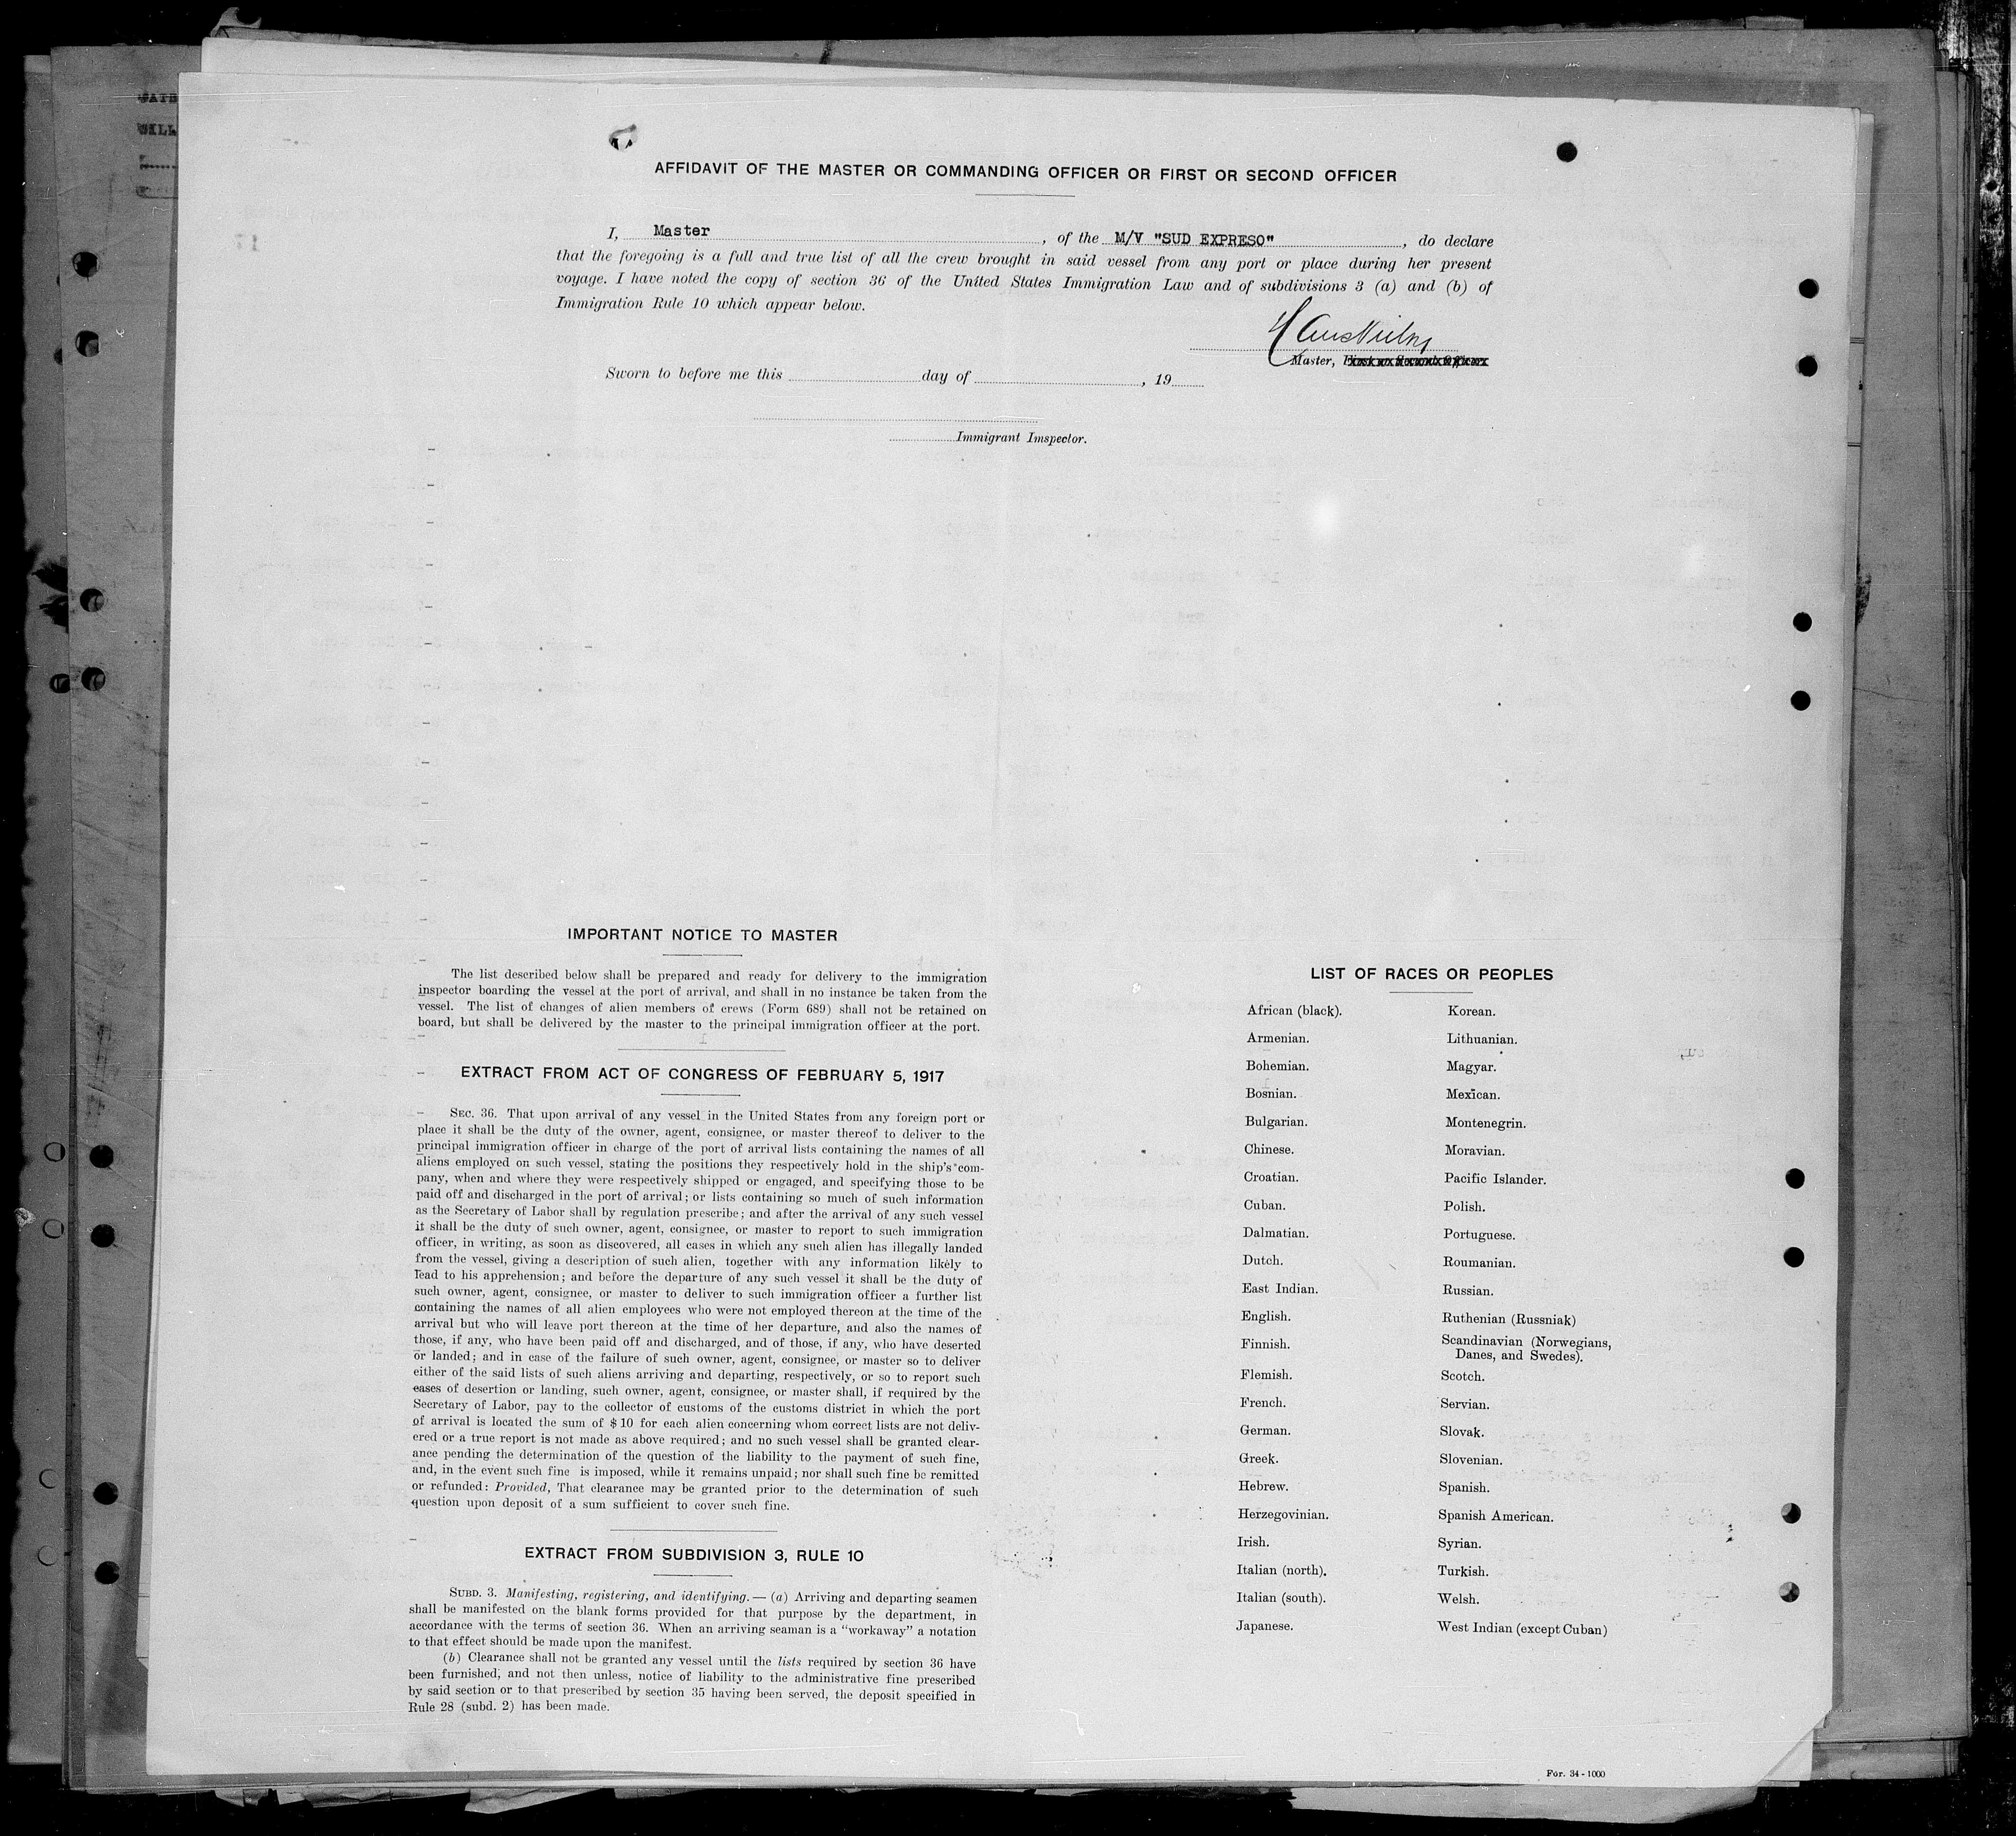 AFFIDAVIT OF THE MASTER OR COMMANDING OFFICER OR FIRST OR SECOND OFFICER
I, Master, of the M/V "SUD EXPRESO", do declare
that the foregoing is a full and true list of all the crew brought in said vessel from any port or place during her present
voyage. I have noted the copy of section 36 of the United States Immigration Law and of subdivisions 3 (a) and (b) of
Immigration Rule 10 which appear below.
Master,
Sworn to before me this day of , 19
Immigrant Inspector.
IMPORTANT NOTICE TO MASTER
The list described below shall be prepared and ready for delivery to the immigration
inspector boarding the vessel at the port of arrival, and shall in no instance be taken from the
vessel. The list of changes of alien members of crews (Form 689) shall not be retained on
board, but shall be delivered by the master to the principal immigration officer at the port.
EXTRACT FROM ACT OF CONGRESS OF FEBRUARY 5, 1917
SEC. 36. That upon arrival of any vessel in the United States from any foreign port or
place it shall be the duty of the owner, agent, consignee, or master thereof to deliver to the
principal immigration officer in charge of the port of arrival lists containing the names of all
aliens employed on such vessel, stating the positions they respectively hold in the ship's com-
pany, when and where they were respectively shipped or engaged, and specifying those to be
paid off and discharged in the port of arrival; or lists containing so much of such information
as the Secretary of Labor shall by regulation prescribe; and after the arrival of any such vessel
it shall be the duty of such owner, agent, consignee, or master to report to such immigration
officer, in writing, as soon as discovered, all cases in which any such alien has illegally landed
from the vessel, giving a description of such alien, together with any information likely to
lead to his apprehension; and before the departure of any such vessel it shall be the duty of
such owner, agent, consignee, or master to deliver to such immigration officer a further list
containing the names of all alien employees who were not employed thereon at the time of the
arrival but who will leave port thereon at the time of her departure, and also the names of
those, if any, who have been paid off and discharged, and of those, if any, who have deserted
or landed; and in case of the failure of such owner, agent, consignee, or master so to deliver
either of the said lists of such aliens arriving and departing, respectively, or so to report such
cases of desertion or landing, such owner, agent, consignee, or master shall, if required by the
Secretary of Labor, pay to the collector of customs of the customs district in which the port
of arrival is located the sum of $10 for each alien concerning whom correct lists are not deliv-
ered or a true report is not made as above required; and no such vessel shall be granted clear-
ance pending the determination of the question of the liability to the payment of such fine,
and, in the event such fine is imposed, while it remains unpaid; nor shall such fine be remitted
or refunded: Provided, That clearance may be granted prior to the determination of such
question upon deposit of a sum sufficient to cover such fine.
EXTRACT FROM SUBDIVISION 3, RULE 10
SUBD. 3. Manifesting, registering, and identifying.— (a) Arriving and departing seamen
shall be manifested on the blank forms provided for that purpose by the department, in
accordance with the terms of section 36. When an arriving seaman is a "workaway" a notation
to that effect should be made upon the manifest.
(b) Clearance shall not be granted any vessel until the lists required by section 36 have
been furnished, and not then unless, notice of liability to the administrative fine prescribed
by said section or to that prescribed by section 35 having been served, the deposit specified in
Rule 28 (subd. 2) has been made.
LIST OF RACES OR PEOPLES
African (black).
Armenian.
Bohemian.
Bosnian.
Bulgarian.
Chinese.
Croatian.
Cuban.
Dalmatian.
Dutch.
East Indian.
English.
Finnish.
Flemish.
French.
German.
Greek.
Hebrew.
Herzegovinian.
Irish.
Italian (north).
Italian (south).
Japanese.
Korean.
Lithuanian.
Magyar.
Mexican.
Montenegrin.
Moravian.
Pacific Islander.
Polish.
Portuguese.
Roumanian.
Russian.
Ruthenian (Russniak)
Scandinavian (Norwegians,
Danes, and Swedes).
Scotch.
Servian.
Slovak.
Slovenian.
Spanish.
Spanish American.
Syrian.
Turkish.
Welsh.
West Indian (except Cuban)
For. 34 - 1000